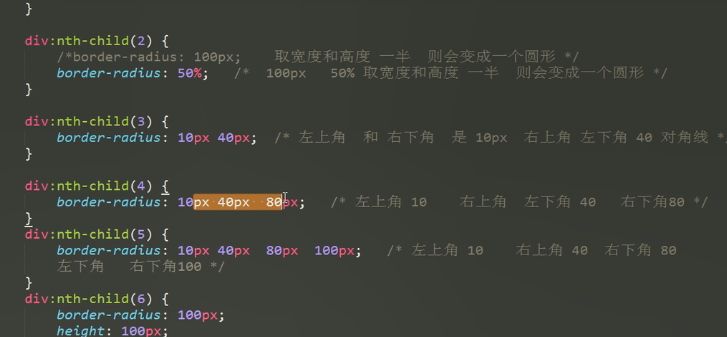 }
div:nth-child(2) {
/*border-radius: 100px; 取宽度和高度 一半 则会变成一个圆形 */
border-radius: 50%; /* 100px 50% 取宽度和高度 一半 则会变成一个圆形 */
}
div:nth-child(3) {
border-radius: 10px 40px; /* 左上角 和 右下角 是 10px 右上角 左下角 40 对角线 *
}
div:nth-child(4) {
border-radius: 10px 40px 80px; /* 左上角 10 右上角 左下角 40 右下角80 */
}
div:nth-child(5) {
border-radius: 10px 40px 80px 100px; /* 左上角 10 右上角 40 右下角 80
左下角 右下角100 */
}
div:nth-child(6) {
border-radius: 100px;
height: 100px;